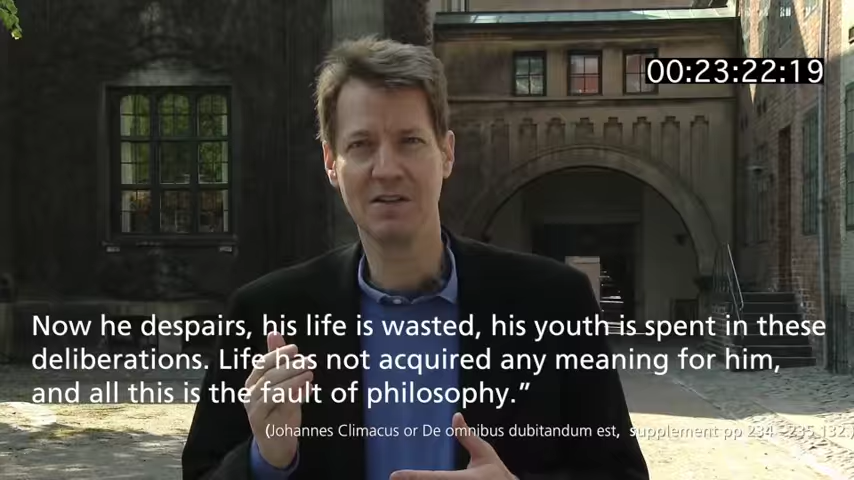 00:23:22:19
Now he despairs, his life is wasted, his youth is spent in these
deliberations. Life has not acquired any meaning for him,
and all this is the fault of philosophy.”
(Johannes Climacus or De omnibus dubitandum est, supplement pp 234 - 235,132.)